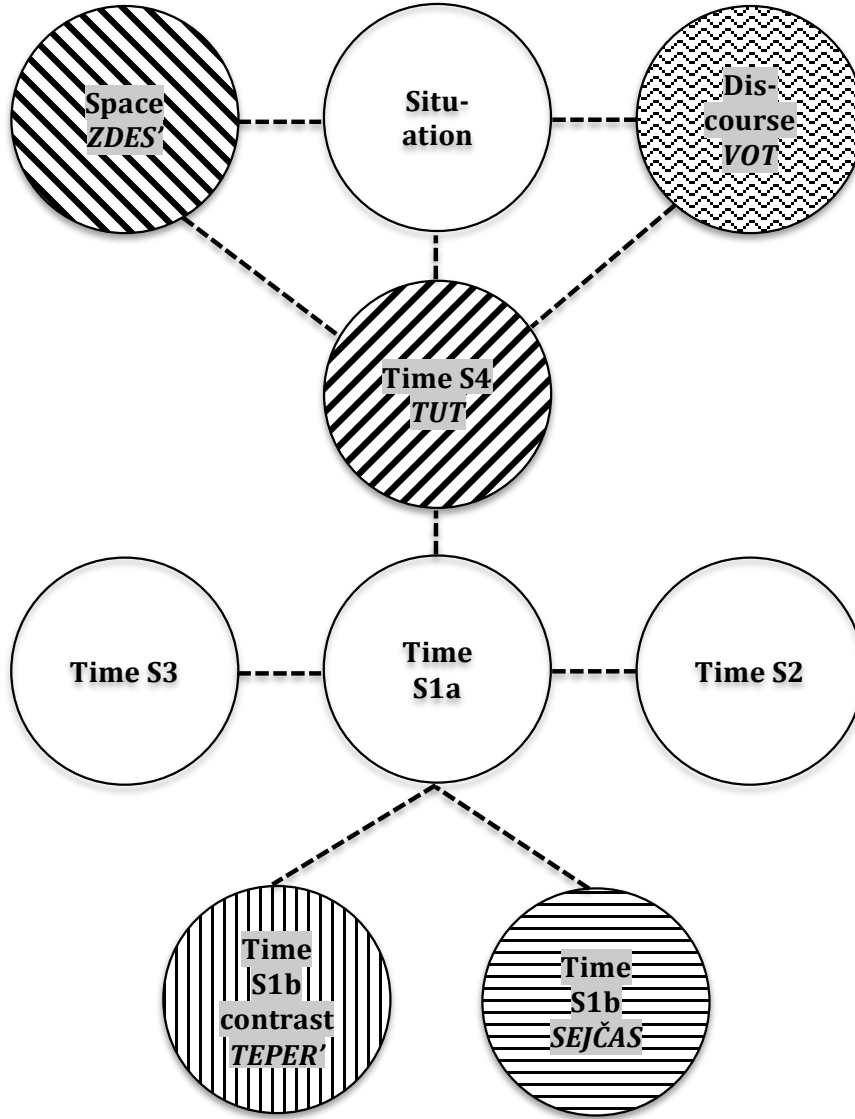 Space
ZDES’
Situ-
ation
Dis-
course
VOT
Time S4
TUT
Time S3
Time
S1a
Time S2
Time
S1b
contrast
TEPER’
Time
S1b
SEJČAS